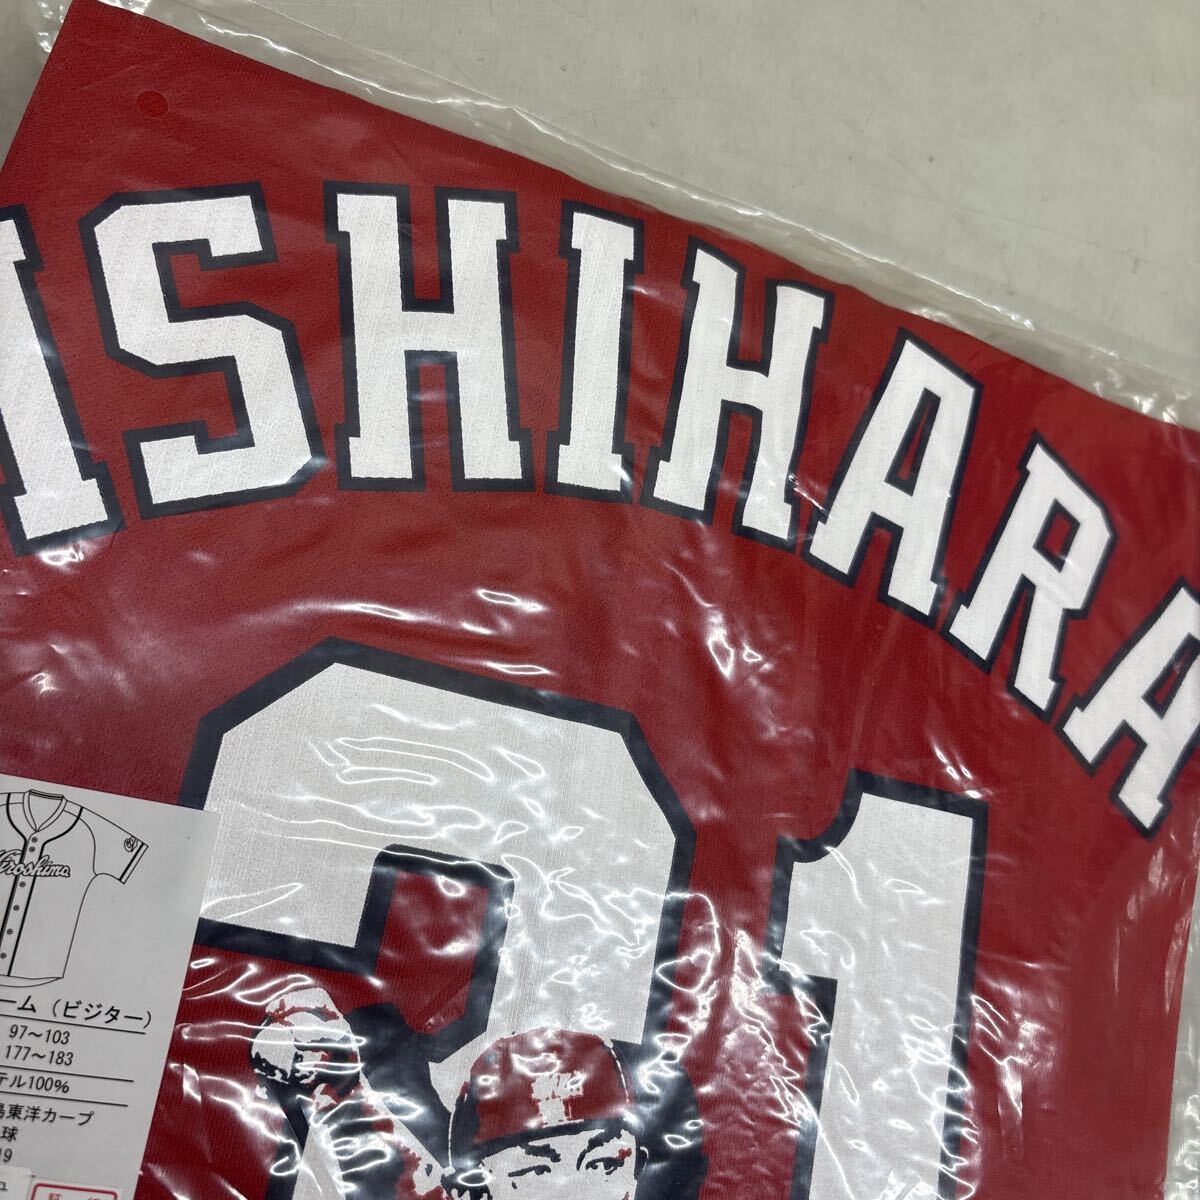 ISHIHARA
31
Hiroshima
ーム（ビジター）
97～103
177～183
テル100%
島東洋カープ
球
19